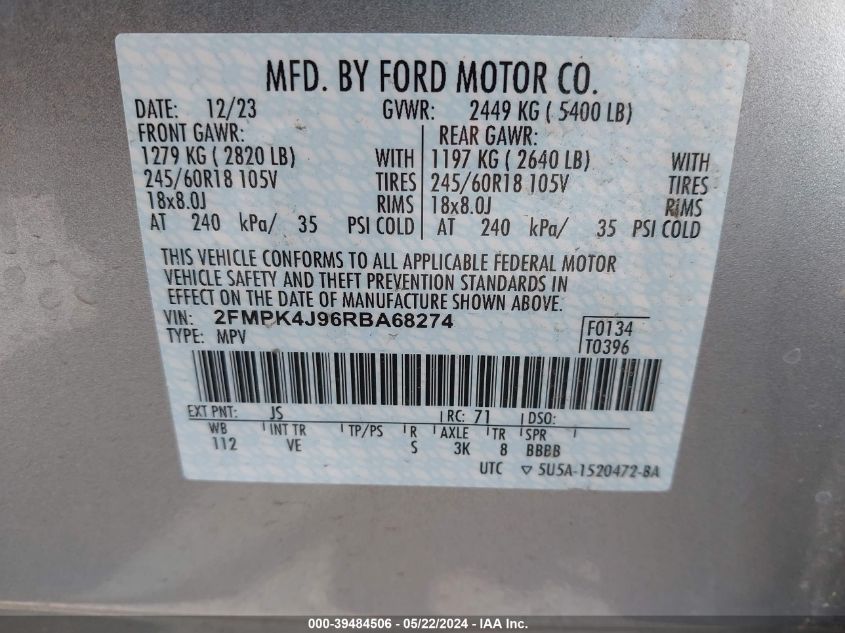 MFD. BY FORD MOTOR CO.
DATE: 12/23 GVWR: 2449 KG ( 5400 LB)
FRONT GAWR: REAR GAWR:
1279 KG ( 2820 LB) WITH 1197 KG ( 2640 LB) WITH
245/60R18 105V TIRES 245/60R18 105V TIRES
18x8.0J RIMS 18x8.0J RIMS
AT 240 kPa/ 35 PSI COLD AT 240 kPa/ 35 PSI COLD
THIS VEHICLE CONFORMS TO ALL APPLICABLE FEDERAL MOTOR
VEHICLE SAFETY AND THEFT PREVENTION STANDARDS IN
EFFECT ON THE DATE OF MANUFACTURE SHOWN ABOVE.
VIN: 2FMPK4J96RBA68274 F0134
TYPE: MPV T0396
EXT PNT: JS RC: 71 DSO:
WB INT TR TP/PS R AXLE TR SPR
112 VE S 3K 8 BBBB
UTC ▽ 5U5A-1520472-BA
000-39484506 - 05/22/2024 - IAA Inc.